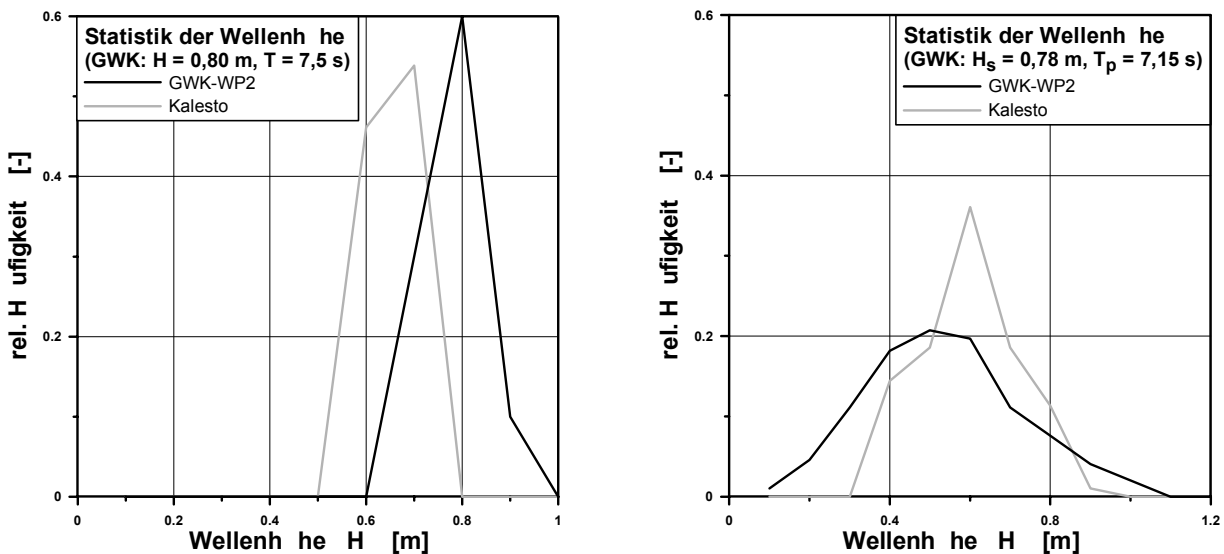 Statistik der Wellenh he
(GWK: H = 0,80 m, T = 7,5 s)
GWK-WP2
Kalesto
rel. H ufigkeit [-]
0.6
0.4
0.2
0
0 0.2 0.4 0.6 0.8 1
Wellenh he H [m]
Statistik der Wellenh he
(GWK: Hs = 0,78 m, Tp = 7,15 s)
GWK-WP2
Kalesto
rel. H ufigkeit [-]
0.6
0.4
0.2
0
0 0.4 0.8 1.2
Wellenh he H [m]